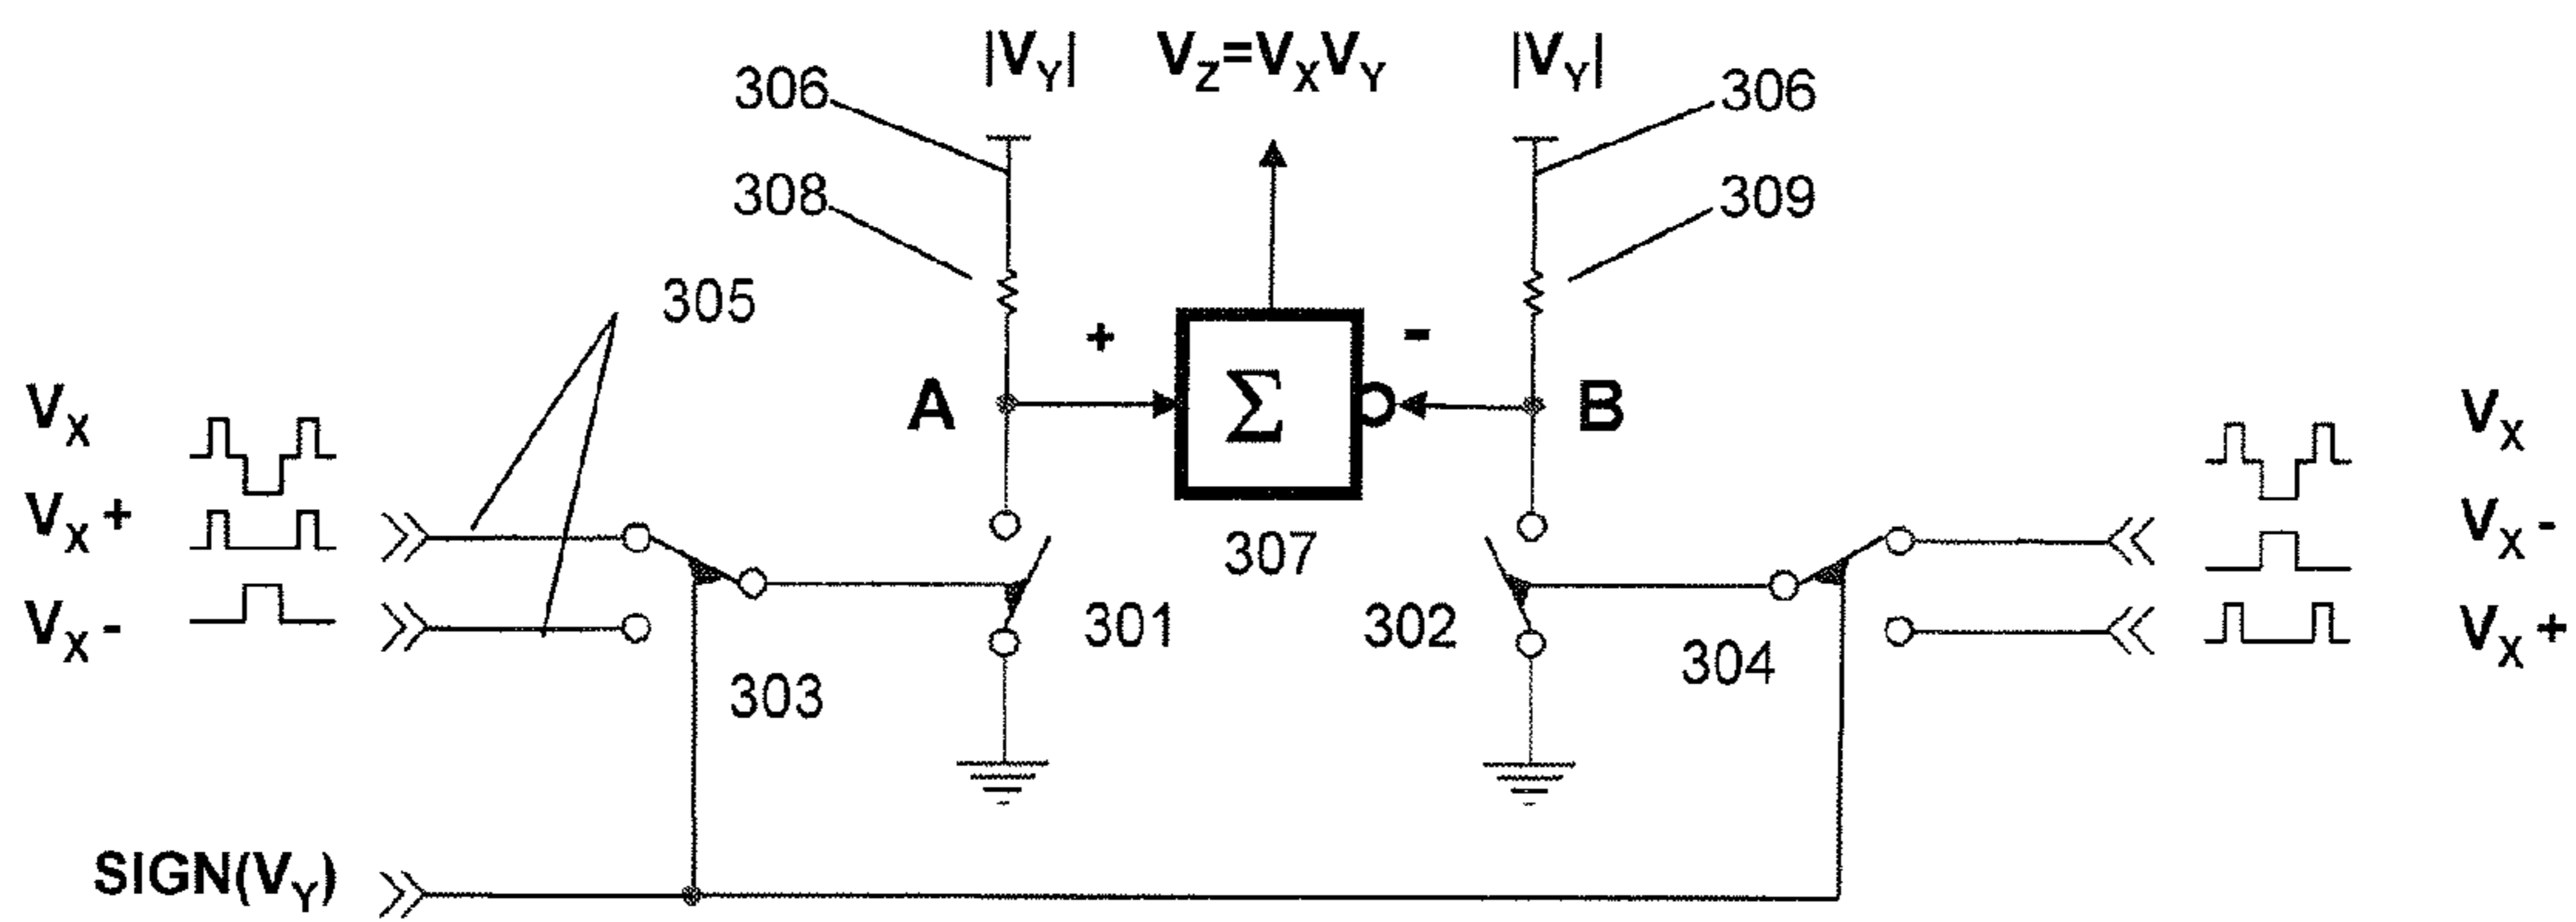 |VY| VZ=VXVY |VY|
306 306
308 309
305
+ -
A Σ B
VX VX
VX+ VX-
307
VX- 301 302 VX+
303 304
SIGN(VY)